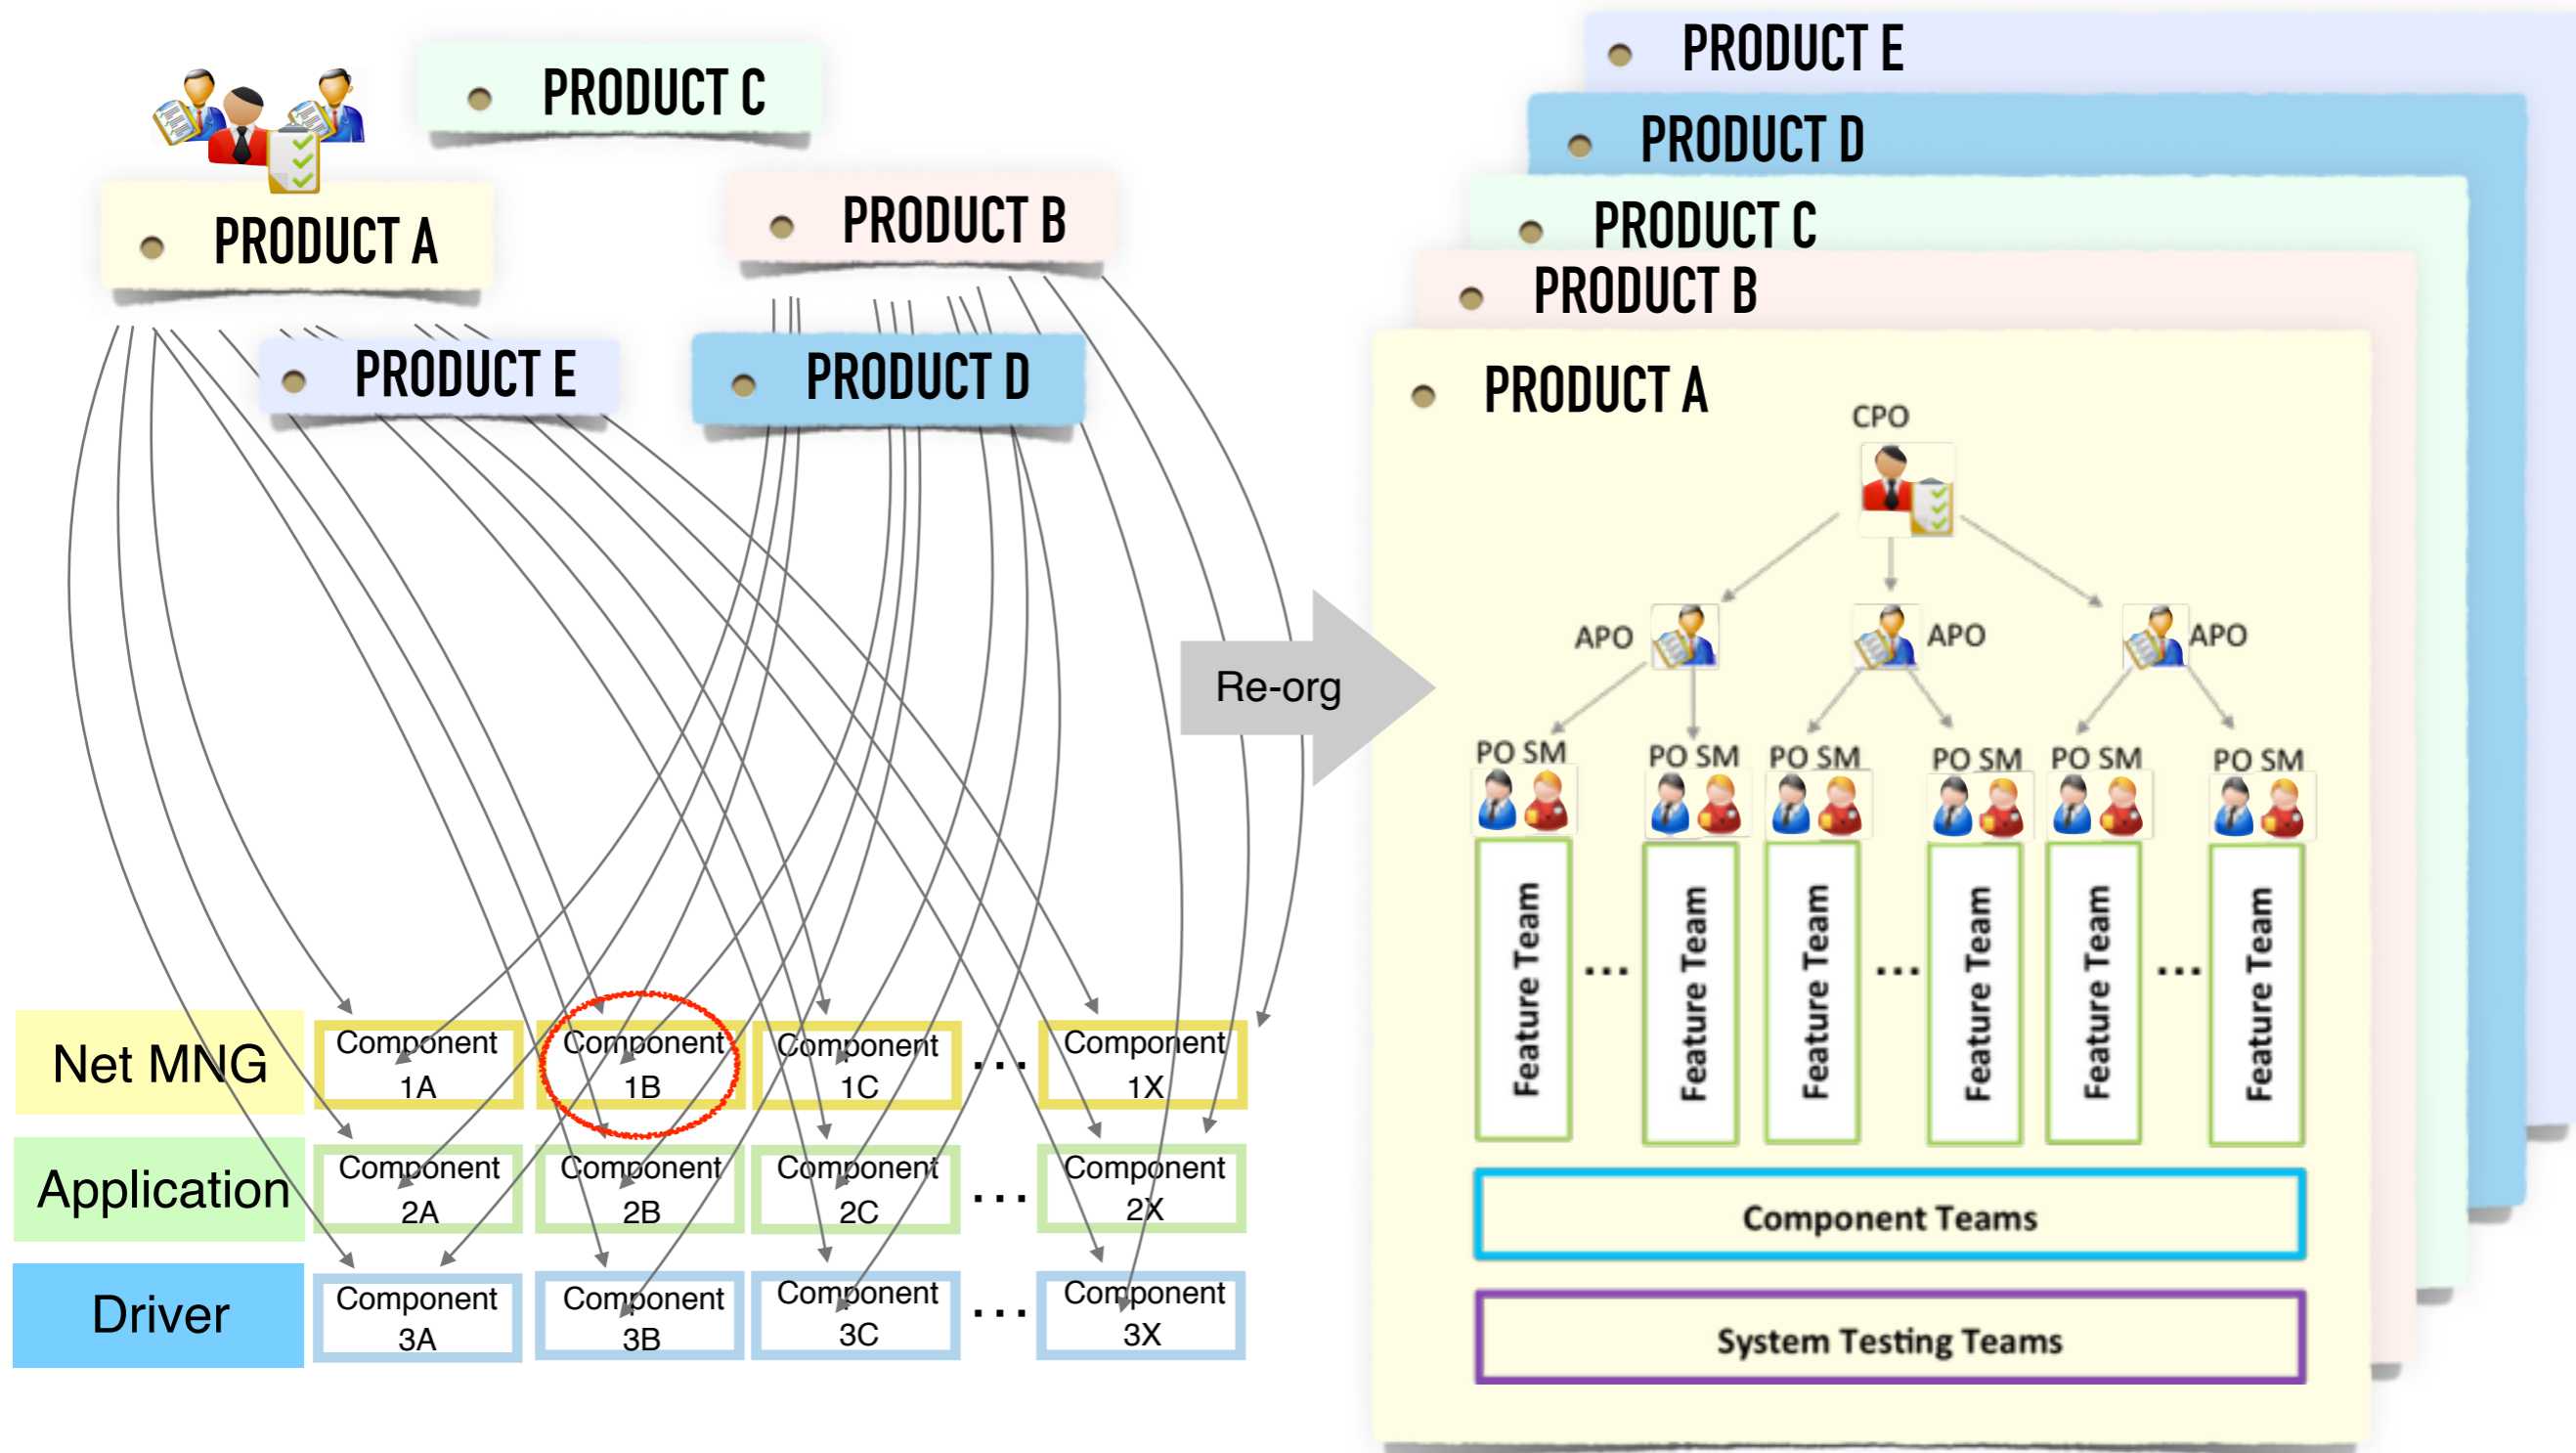 PRODUCT C
PRODUCT A
PRODUCT B
PRODUCT E
PRODUCT D
Net MNG
Component
1A
Component
1B
Component
1C
...
Component
1X
Application
Component
2A
Component
2B
Component
2C
...
Component
2X
Driver
Component
3A
Component
3B
Component
3C
...
Component
3X
Re-org
PRODUCT E
PRODUCT D
PRODUCT C
PRODUCT B
PRODUCT A
CPO
APO
APO
APO
PO SM
PO SM
PO SM
PO SM
PO SM
PO SM
Feature Team
...
Feature Team
Feature Team
...
Feature Team
Feature Team
...
Feature Team
Component Teams
System Testing Teams